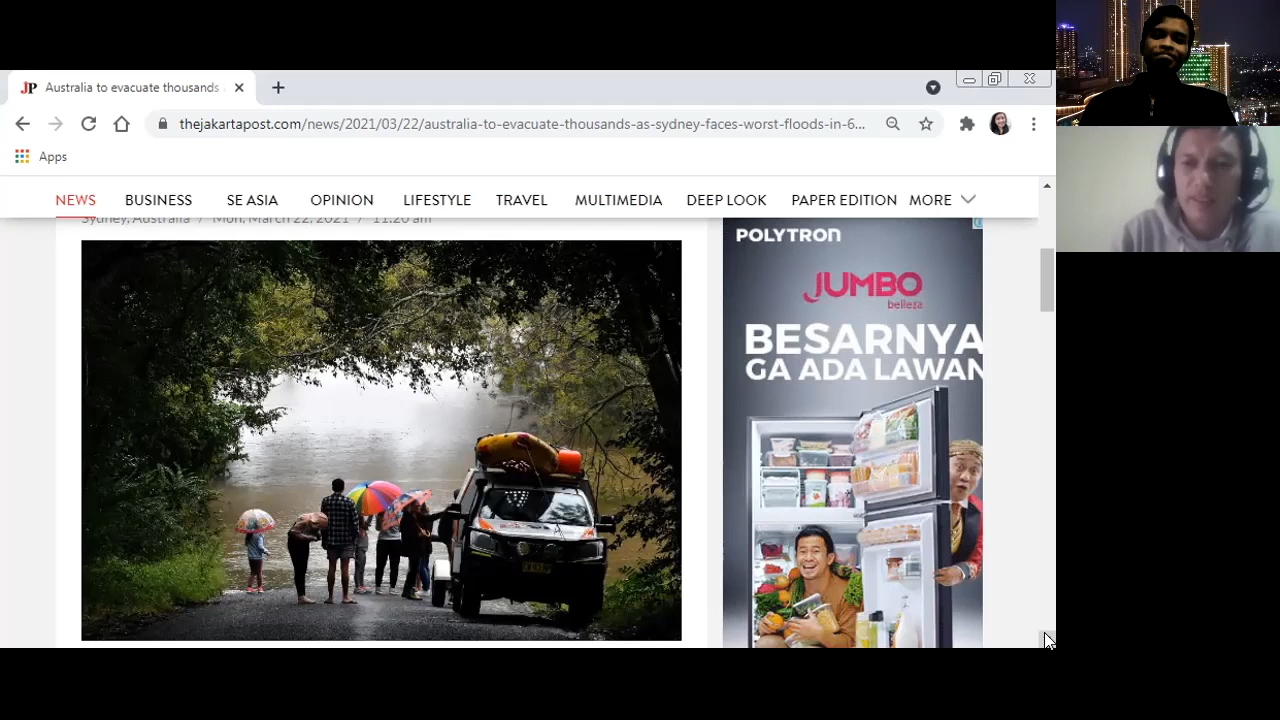 JP Australia to evacuate thousands
thejakartapost.com/news/2021/03/22/australia-to-evacuate-thousands-as-sydney-faces-worst-floods-in-6...
Apps
NEWS BUSINESS SE ASIA OPINION LIFESTYLE TRAVEL MULTIMEDIA DEEP LOOK PAPER EDITION MORE
Sydney, Australia / Mon, March 22, 2021 / 11:20 am
POLYTRON
JUMBO
belleza
BESARNYA
GA ADA LAWAN